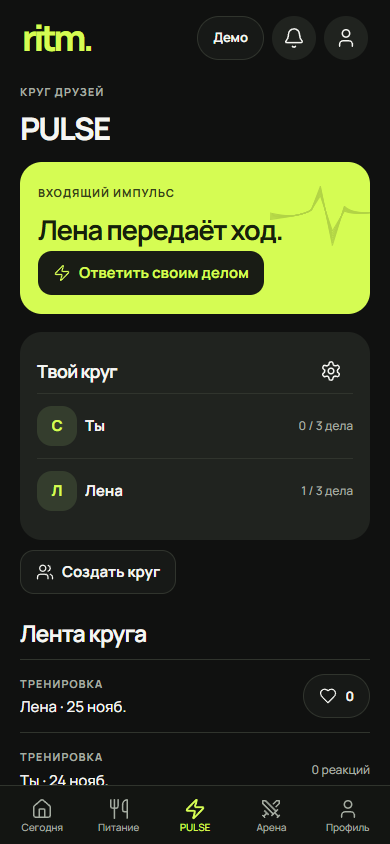 ritm.
Демо
КРУГ ДРУЗЕЙ
PULSE
ВХОДЯЩИЙ ИМПУЛЬС
Лена передаёт ход.
Ответить своим делом
Твой круг
С
Ты
0 / 3 дела
Л
Лена
1 / 3 дела
Создать круг
Лента круга
ТРЕНИРОВКА
Лена · 25 нояб.
0
ТРЕНИРОВКА
Ты · 24 нояб.
0 реакций
Сегодня
Питание
PULSE
Арена
Профиль